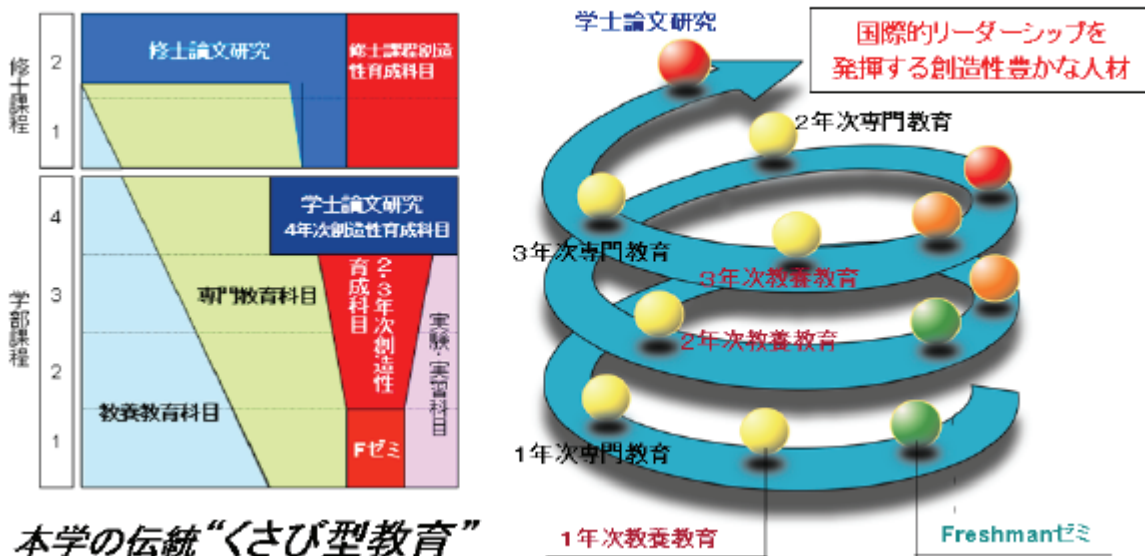 修士課程
2
1
修士論文研究
修士課程創造
性育成科目
学部課程
4
3
2
1
学士論文研究
4年次創造性育成科目
専門教育科目
2・3年次創造性
育成科目
実験・実習科目
教養教育科目
Fゼミ
本学の伝統“くさび型教育”
学士論文研究
国際的リーダーシップを
発揮する創造性豊かな人材
2年次専門教育
3年次専門教育
3年次教養教育
2年次教養教育
1年次専門教育
1年次教養教育
Freshmanゼミ